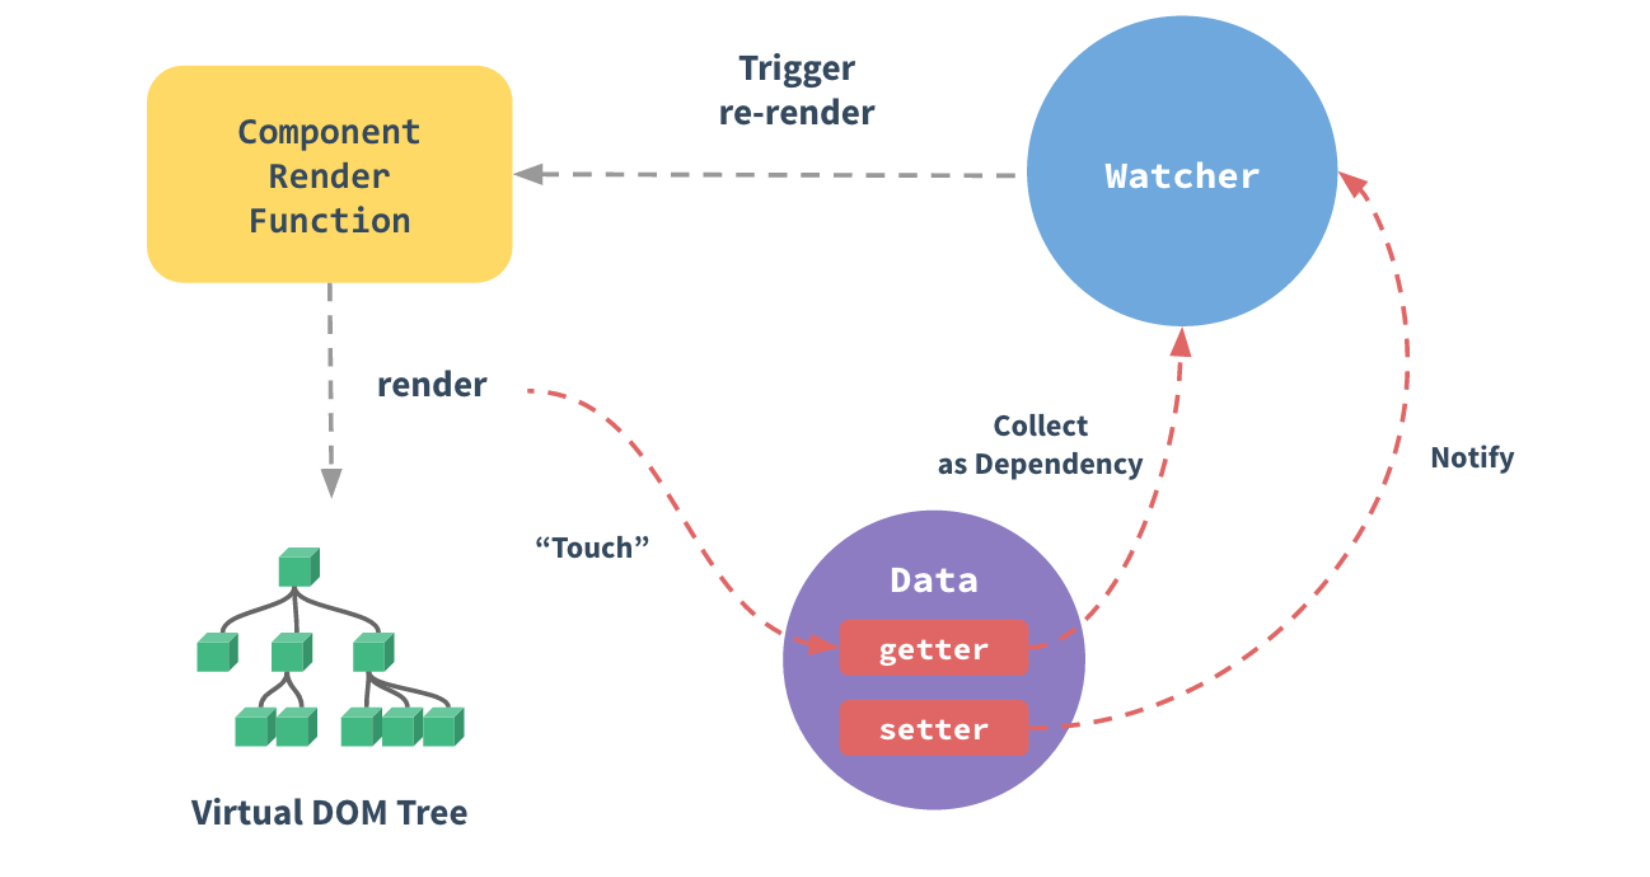 Trigger
re-render
Component
Render
Function
Watcher
render
Collect
as Dependency
Notify
“Touch”
Data
getter
setter
Virtual DOM Tree